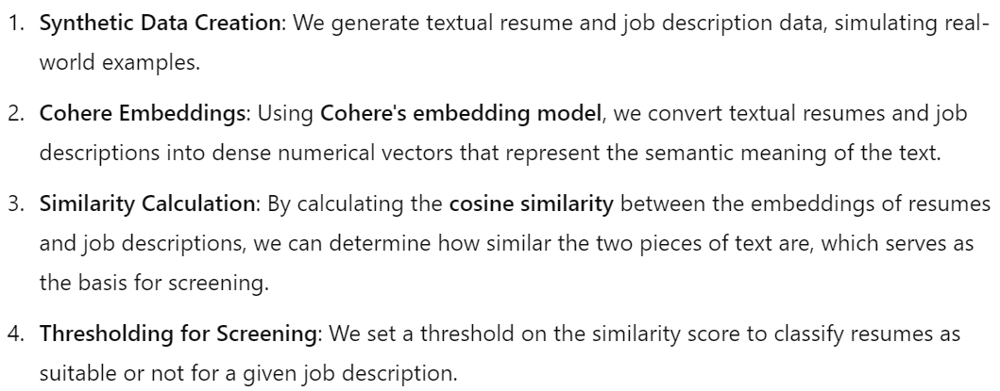 1. Synthetic Data Creation: We generate textual resume and job description data, simulating real-
world examples.
2. Cohere Embeddings: Using Cohere's embedding model, we convert textual resumes and job
descriptions into dense numerical vectors that represent the semantic meaning of the text.
3. Similarity Calculation: By calculating the cosine similarity between the embeddings of resumes
and job descriptions, we can determine how similar the two pieces of text are, which serves as
the basis for screening.
4. Thresholding for Screening: We set a threshold on the similarity score to classify resumes as
suitable or not for a given job description.